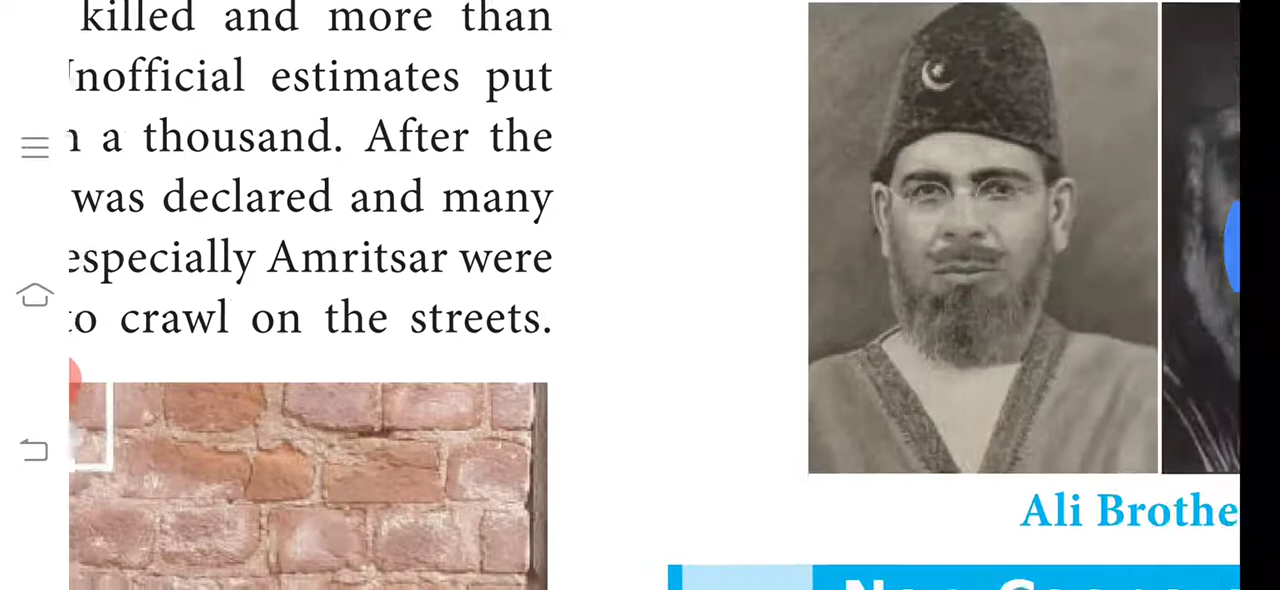 killed and more than
nofficial estimates put
a thousand. After the
was declared and many
especially Amritsar were
to crawl on the streets.
Ali Brothe